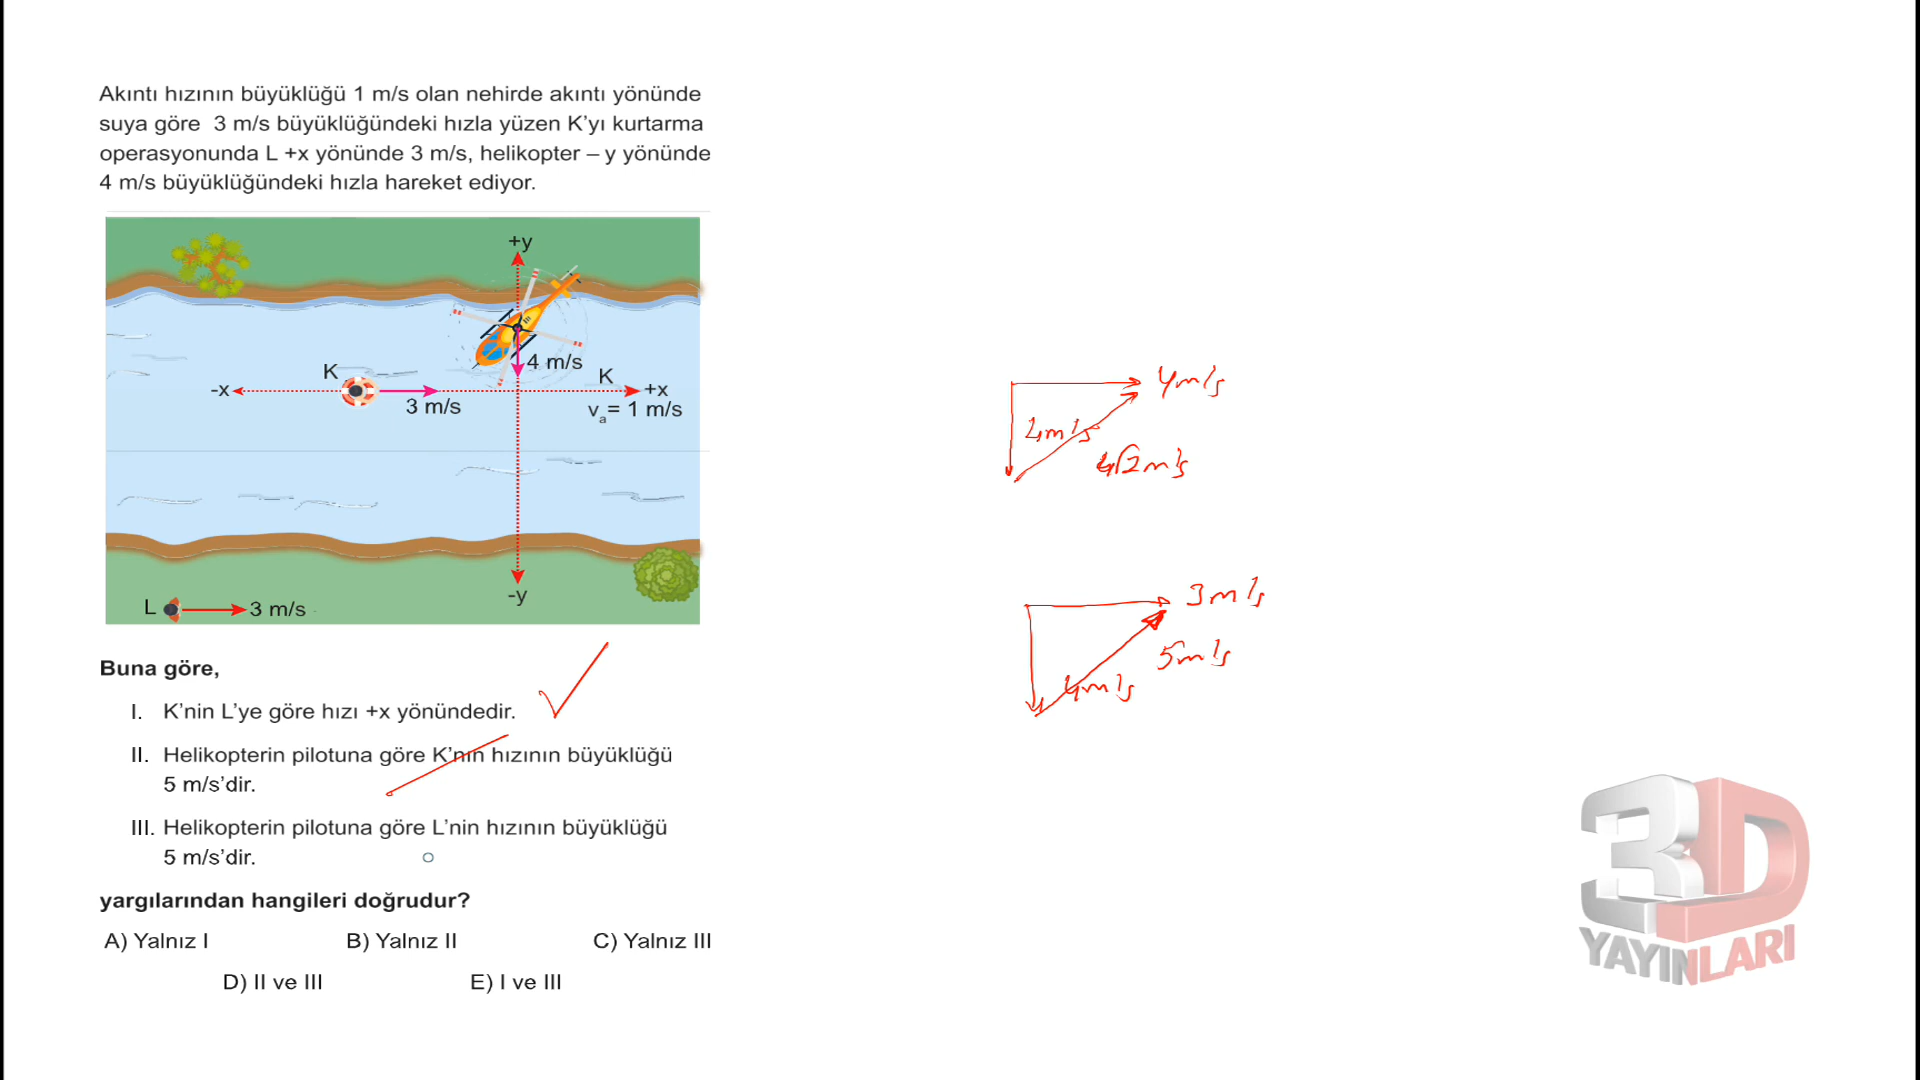 Akıntı hızının büyüklüğü 1 m/s olan nehirde akıntı yönünde
suya göre 3 m/s büyüklüğündeki hızla yüzen K'yı kurtarma
operasyonunda L +x yönünde 3 m/s, helikopter – y yönünde
4 m/s büyüklüğündeki hızla hareket ediyor.
+y
4 m/s
K
K
-x
+x
3 m/s
vₐ= 1 m/s
-y
L
3 m/s
4m/s
4m/s
4√2m/s
3m/s
5m/s
4m/s
Buna göre,
I. K'nin L'ye göre hızı +x yönündedir.
II. Helikopterin pilotuna göre K'nin hızının büyüklüğü
5 m/s'dir.
III. Helikopterin pilotuna göre L'nin hızının büyüklüğü
5 m/s'dir.
yargılarından hangileri doğrudur?
A) Yalnız I B) Yalnız II C) Yalnız III
D) II ve III E) I ve III
3D
YAYINLARI